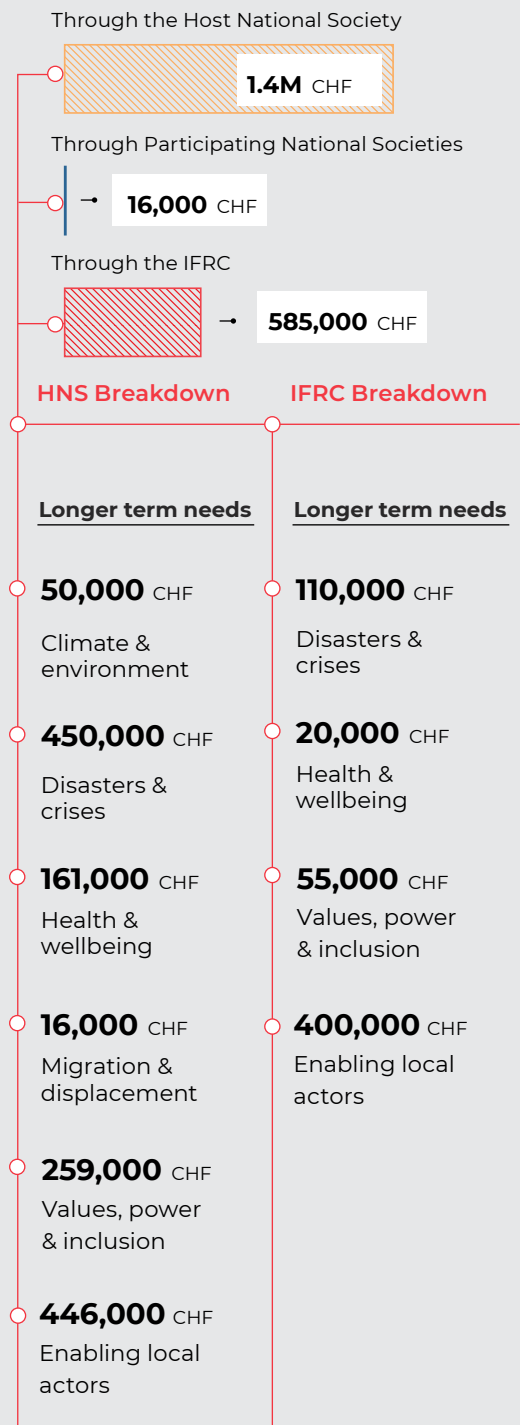 Through the Host National Society
1.4M CHF
Through Participating National Societies
16,000 CHF
Through the IFRC
585,000 CHF
HNS Breakdown
Longer term needs
50,000 CHF
Climate &
environment
450,000 CHF
Disasters &
crises
161,000 CHF
Health &
wellbeing
16,000 CHF
Migration &
displacement
259,000 CHF
Values, power
& inclusion
446,000 CHF
Enabling local
actors
IFRC Breakdown
Longer term needs
110,000 CHF
Disasters &
crises
20,000 CHF
Health &
wellbeing
55,000 CHF
Values, power
& inclusion
400,000 CHF
Enabling local
actors